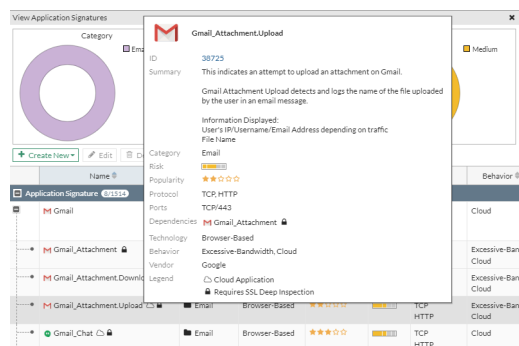 View Application Signatures
Category
Ema
Medium
Gmail_Attachment.Upload
ID 38725
Summary This indicates an attempt to upload an attachment on Gmail.
Gmail Attachment Upload detects and logs the name of the file uploaded
by the user in an email message.
Information Displayed:
User's IP/Username/Email Address depending on traffic
File Name
Category Email
Risk
Popularity
Protocol TCP, HTTP
Ports TCP/443
Dependencies Gmail_Attachment
Technology Browser-Based
Behavior Excessive-Bandwidth, Cloud
Vendor Google
Legend Cloud Application
Requires SSL Deep Inspection
Create New Edit De
Name Behavior
Application Signature 8/1514
Gmail Cloud
Gmail_Attachment Excessive-Ban
Cloud
Gmail_Attachment.Downlo Excessive-Ban
Cloud
Gmail_Attachment.Upload Email Browser-Based TCP Excessive-Ban
HTTP Cloud
Gmail_Chat Email Browser-Based TCP Cloud
HTTP